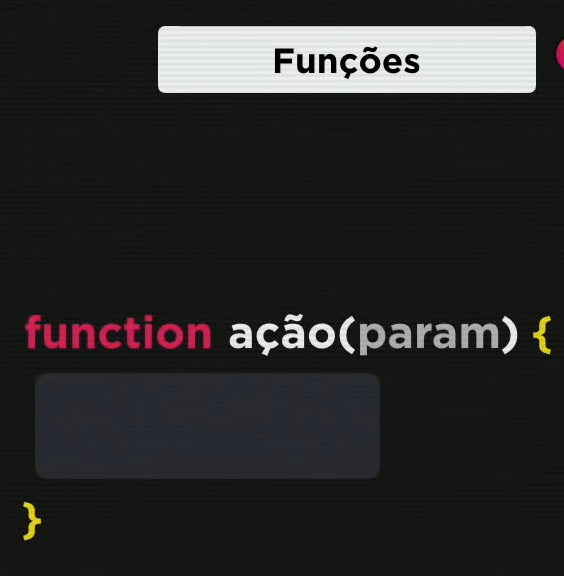 Funções
function ação(param) {
}